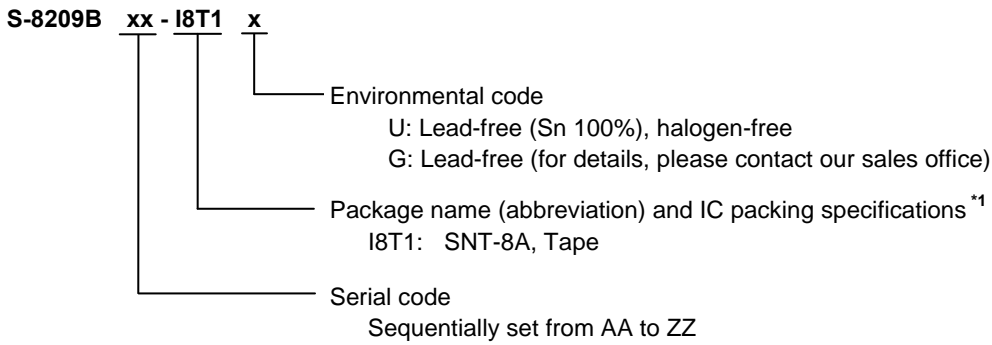 S-8209B xx - I8T1 x
Environmental code
U: Lead-free (Sn 100%), halogen-free
G: Lead-free (for details, please contact our sales office)
Package name (abbreviation) and IC packing specifications *1
I8T1: SNT-8A, Tape
Serial code
Sequentially set from AA to ZZ